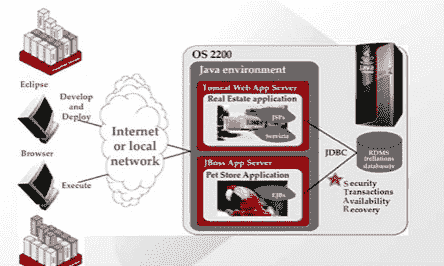 OS 2200
Java environment
Tomcat Web App Server
Real Estate application
JSPs
Servlets
Eclipse
Develop
and
Deploy
Internet
or local
network
Browser
Execute
JBoss App Server
Pet Store Application
EJBs
JDBC
RDMS
(relational
database)
Security
Transactions
Availability
Recovery